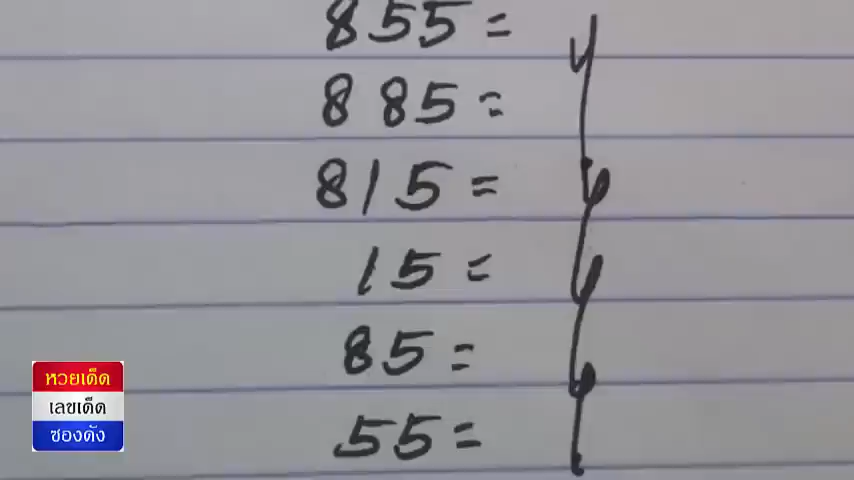 855=
885=
815=
15=
85=
55=
หวยเด็ด
เลขเด็ด
ซองดัง